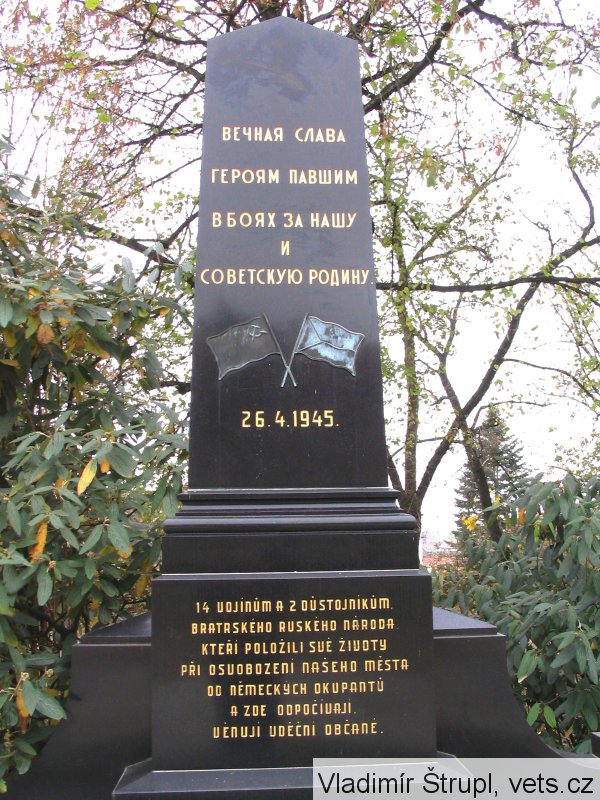 ВЕЧНАЯ СЛАВА
ГЕРОЯМ ПАВШИМ
В БОЯХ ЗА НАШУ
И
СОВЕТСКУЮ РОДИНУ.
26.4.1945.
14 VOJÍNŮM A 2 DŮSTOJNÍKŮM.
BRATRSKÉHO RUSKÉHO NÁRODA.
KTEŘÍ POLOŽILI SVÉ ŽIVOTY
PŘI OSVOBOZENÍ NAŠEHO MĚSTA
OD NĚMECKÝCH OKUPANTŮ
A ZDE ODPOČÍVAJÍ.
VĚNUJÍ VDĚČNÍ OBČANÉ.
Vladimír Štrupl, vets.cz